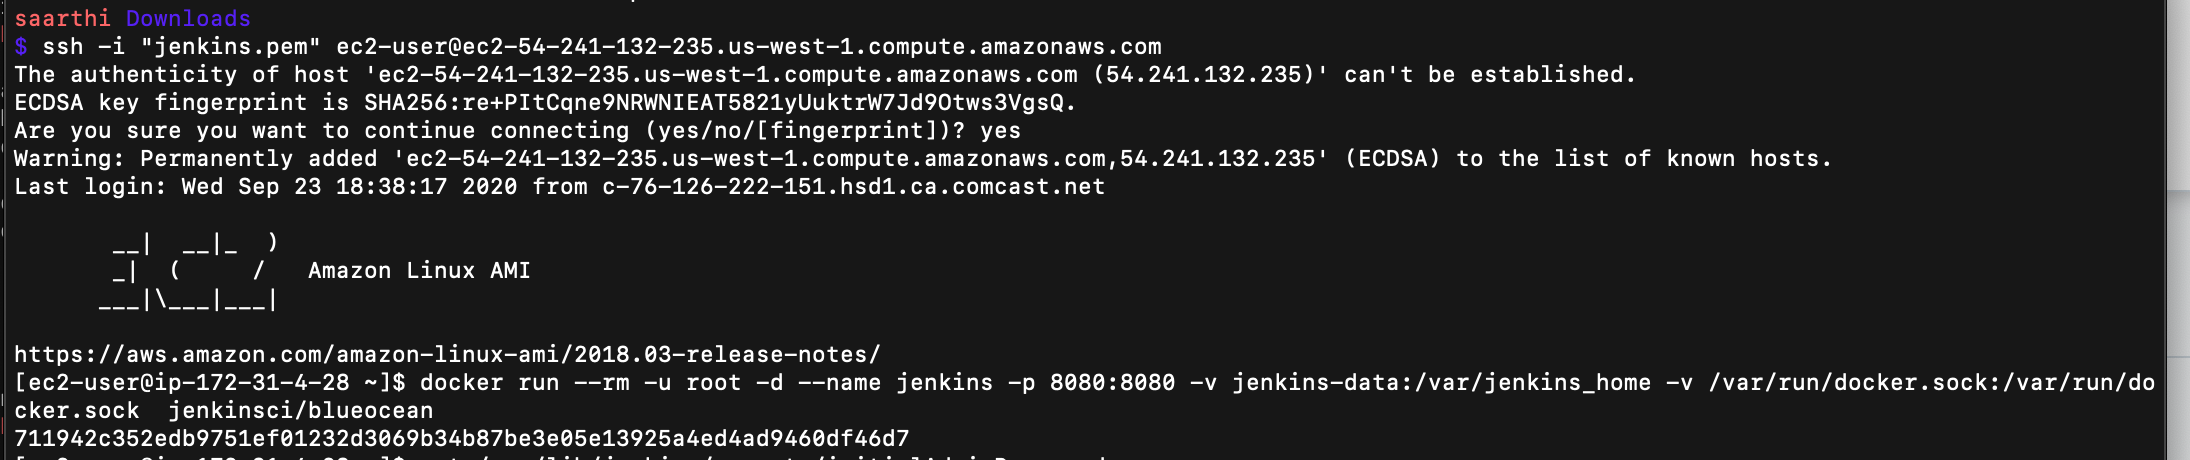 saarthi Downloads
$ ssh -i "jenkins.pem" ec2-user@ec2-54-241-132-235.us-west-1.compute.amazonaws.com
The authenticity of host 'ec2-54-241-132-235.us-west-1.compute.amazonaws.com (54.241.132.235)' can't be established.
ECDSA key fingerprint is SHA256:re+PItCqne9NRWNIEAT5821yUuktrW7Jd9Otws3VgsQ.
Are you sure you want to continue connecting (yes/no/[fingerprint])? yes
Warning: Permanently added 'ec2-54-241-132-235.us-west-1.compute.amazonaws.com,54.241.132.235' (ECDSA) to the list of known hosts.
Last login: Wed Sep 23 18:38:17 2020 from c-76-126-222-151.hsd1.ca.comcast.net
__|  __|_  )
_|  (     /   Amazon Linux AMI
___|\___|___|
https://aws.amazon.com/amazon-linux-ami/2018.03-release-notes/
[ec2-user@ip-172-31-4-28 ~]$ docker run --rm -u root -d --name jenkins -p 8080:8080 -v jenkins-data:/var/jenkins_home -v /var/run/docker.sock:/var/run/do
cker.sock  jenkinsci/blueocean
711942c352edb9751ef01232d3069b34b87be3e05e13925a4ed4ad9460df46d7